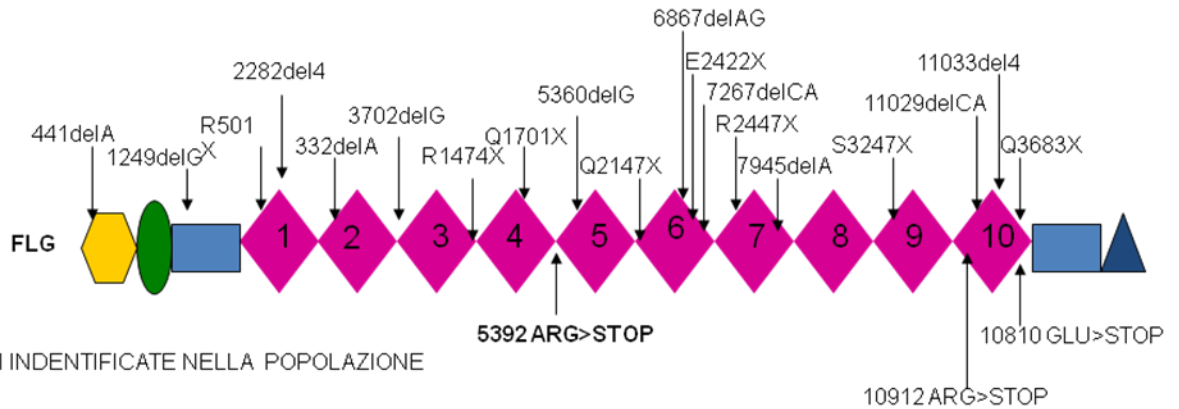 6867delAG
E2422X
11033del4
2282del4
7267delCA
5360delG
11029delCA
3702delG
R501
X
R2447X
441delA
332delA
Q1701X
S3247X
Q3683X
1249delG
R1474X
Q2147X
7945delA
FLG
1 2 3 4 5 6 7 8 9 10
5392 ARG>STOP
10810 GLU>STOP
I INDENTIFICATE NELLA POPOLAZIONE
10912 ARG>STOP